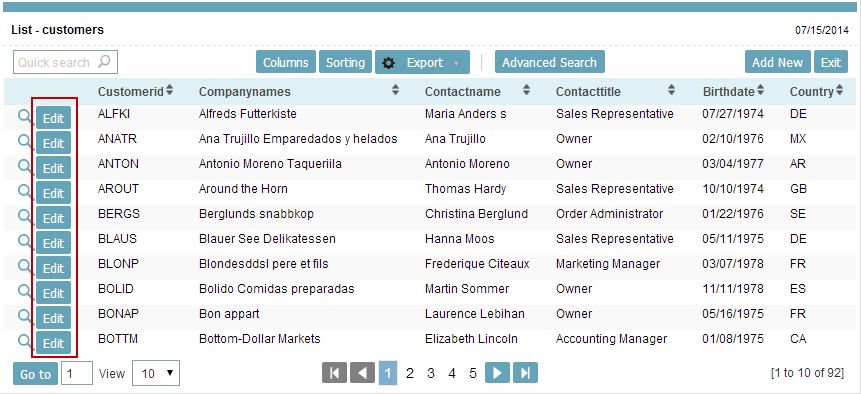 List - customers 07/15/2014
Quick search Columns Sorting Export Advanced Search Add New Exit
Customerid Companynames Contactname Contacttitle Birthdate Country
Edit ALFKI Alfreds Futterkiste Maria Anders s Sales Representative 07/27/1974 DE
Edit ANATR Ana Trujillo Emparedados y helados Ana Trujillo Owner 02/10/1976 MX
Edit ANTON Antonio Moreno Taqueriila Antonio Moreno Owner 03/04/1977 AR
Edit AROUT Around the Horn Thomas Hardy Sales Representative 10/10/1974 GB
Edit BERGS Berglunds snabbkop Christina Berglund Order Administrator 01/22/1976 SE
Edit BLAUS Blauer See Delikatessen Hanna Moos Sales Representative 05/11/1975 DE
Edit BLONP Blondesddsl pere et fils Frederique Citeaux Marketing Manager 03/07/1978 FR
Edit BOLID Bolido Comidas preparadas Martin Sommer Owner 11/11/1978 ES
Edit BONAP Bon appart Laurence Lebihan Owner 05/16/1975 FR
Edit BOTTM Bottom-Dollar Markets Elizabeth Lincoln Accounting Manager 01/08/1975 CA
Go to 1 View 10 1 2 3 4 5 [1 to 10 of 92]